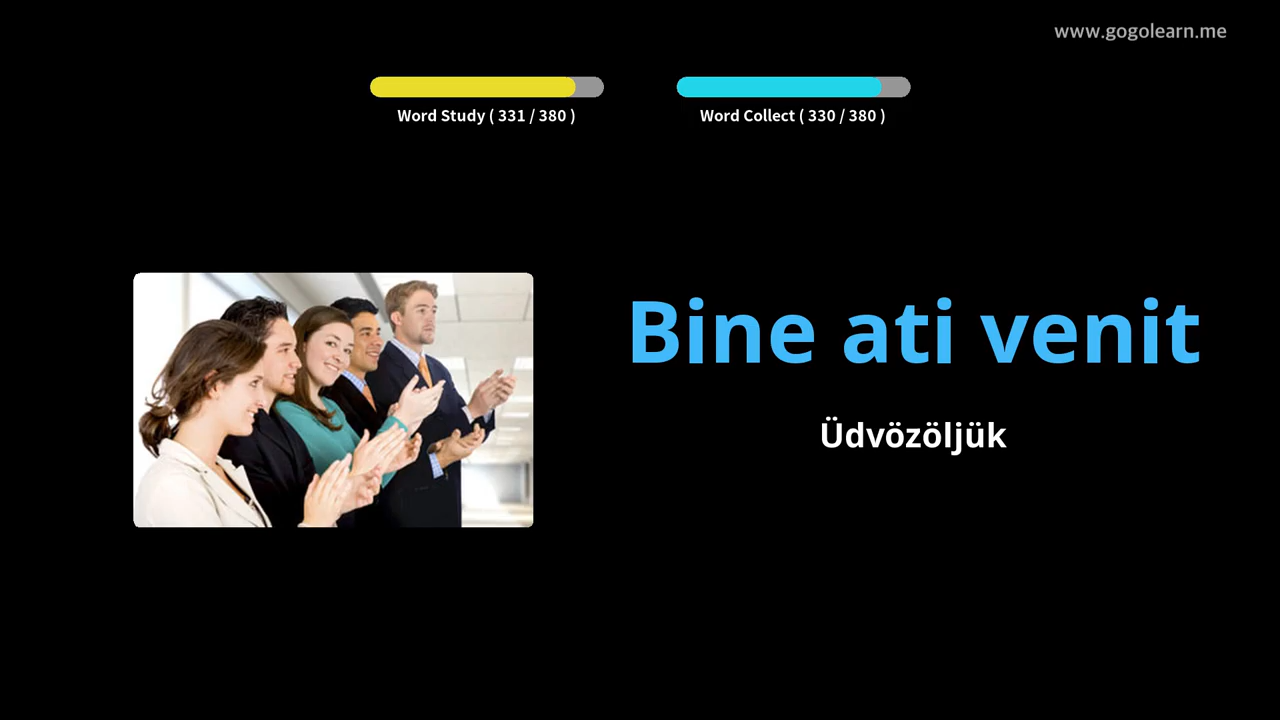 www.gogolearn.me
Word Study ( 331 / 380 )
Word Collect ( 330 / 380 )
Bine ati venit
Üdvözöljük